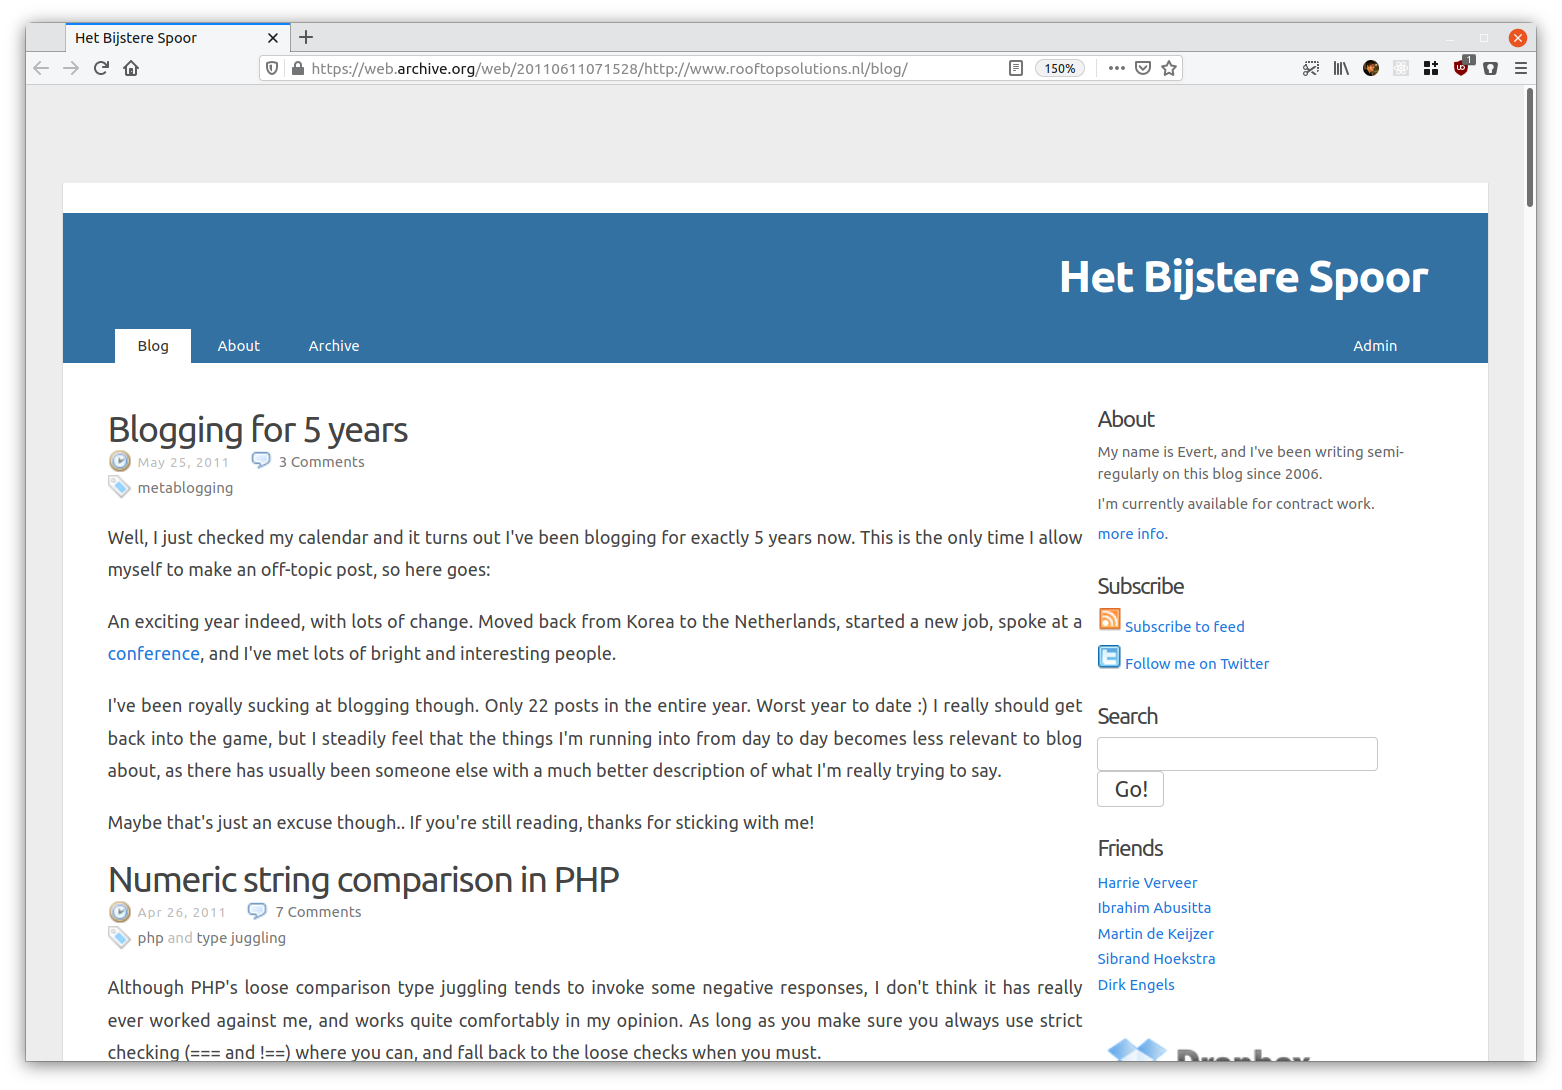 Het Bijstere Spoor
https://web.archive.org/web/20110611071528/http://www.rooftopsolutions.nl/blog/
150%
1
Het Bijstere Spoor
Blog
About
Archive
Admin
Blogging for 5 years
May 25, 2011
3 Comments
metablogging
Well, I just checked my calendar and it turns out I've been blogging for exactly 5 years now. This is the only time I allow
myself to make an off-topic post, so here goes:
An exciting year indeed, with lots of change. Moved back from Korea to the Netherlands, started a new job, spoke at a
conference, and I've met lots of bright and interesting people.
I've been royally sucking at blogging though. Only 22 posts in the entire year. Worst year to date :) I really should get
back into the game, but I steadily feel that the things I'm running into from day to day becomes less relevant to blog
about, as there has usually been someone else with a much better description of what I'm really trying to say.
Maybe that's just an excuse though.. If you're still reading, thanks for sticking with me!
Numeric string comparison in PHP
Apr 26, 2011
7 Comments
php and type juggling
Although PHP's loose comparison type juggling tends to invoke some negative responses, I don't think it has really
ever worked against me, and works quite comfortably in my opinion. As long as you make sure you always use strict
checking (=== and !==) where you can, and fall back to the loose checks when you must.
About
My name is Evert, and I've been writing semi-
regularly on this blog since 2006.
I'm currently available for contract work.
more info.
Subscribe
Subscribe to feed
Follow me on Twitter
Search
Go!
Friends
Harrie Verveer
Ibrahim Abusitta
Martin de Keijzer
Sibrand Hoekstra
Dirk Engels
Dropbox